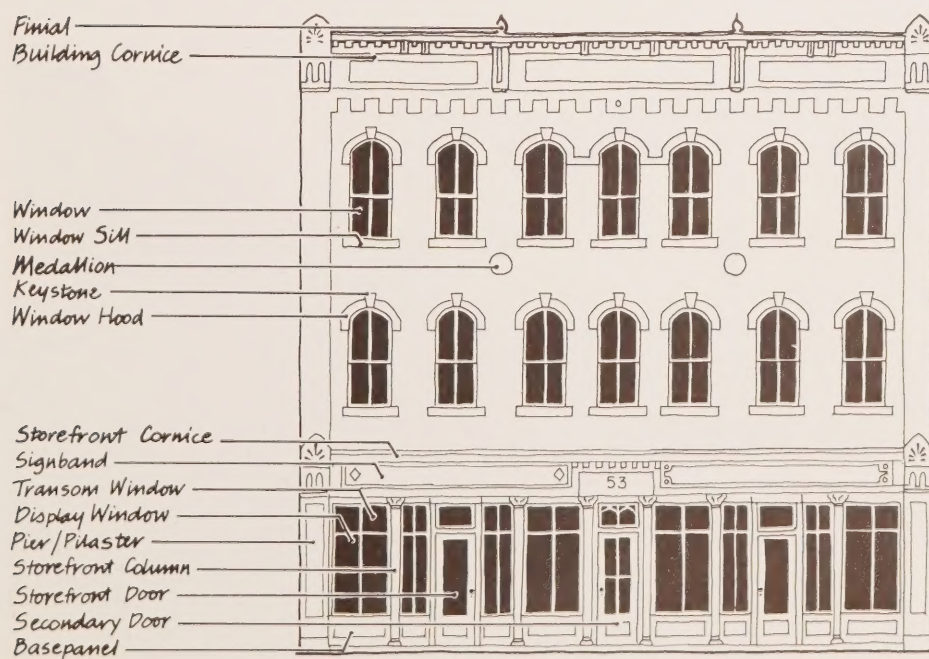 Finial
Building Cornice
Window
Window Sill
Medallion
Keystone
Window Hood
Storefront Cornice
Signband
Transom Window
Display Window
Pier/Pilaster
Storefront Column
Storefront Door
Secondary Door
Basepanel
53